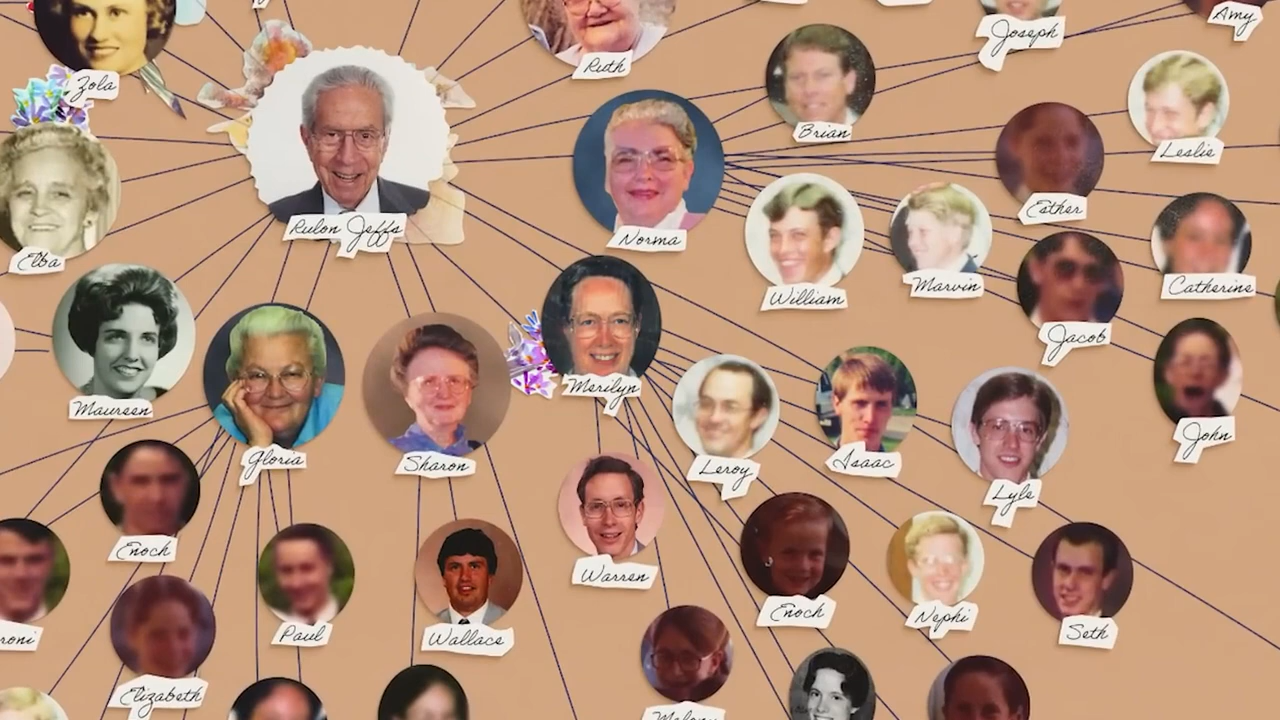 Joseph
Amy
Ruth
Zola
Brian
Leslie
Rulon Jeffs
Norma
Esther
Elba
William
Marvin
Catherine
Jacob
Merilyn
Maureen
Gloria
Sharon
Leroy
Isaac
John
Lyle
Enoch
Warren
Enoch
Nephi
Seth
Paul
Wallace
Elizabeth